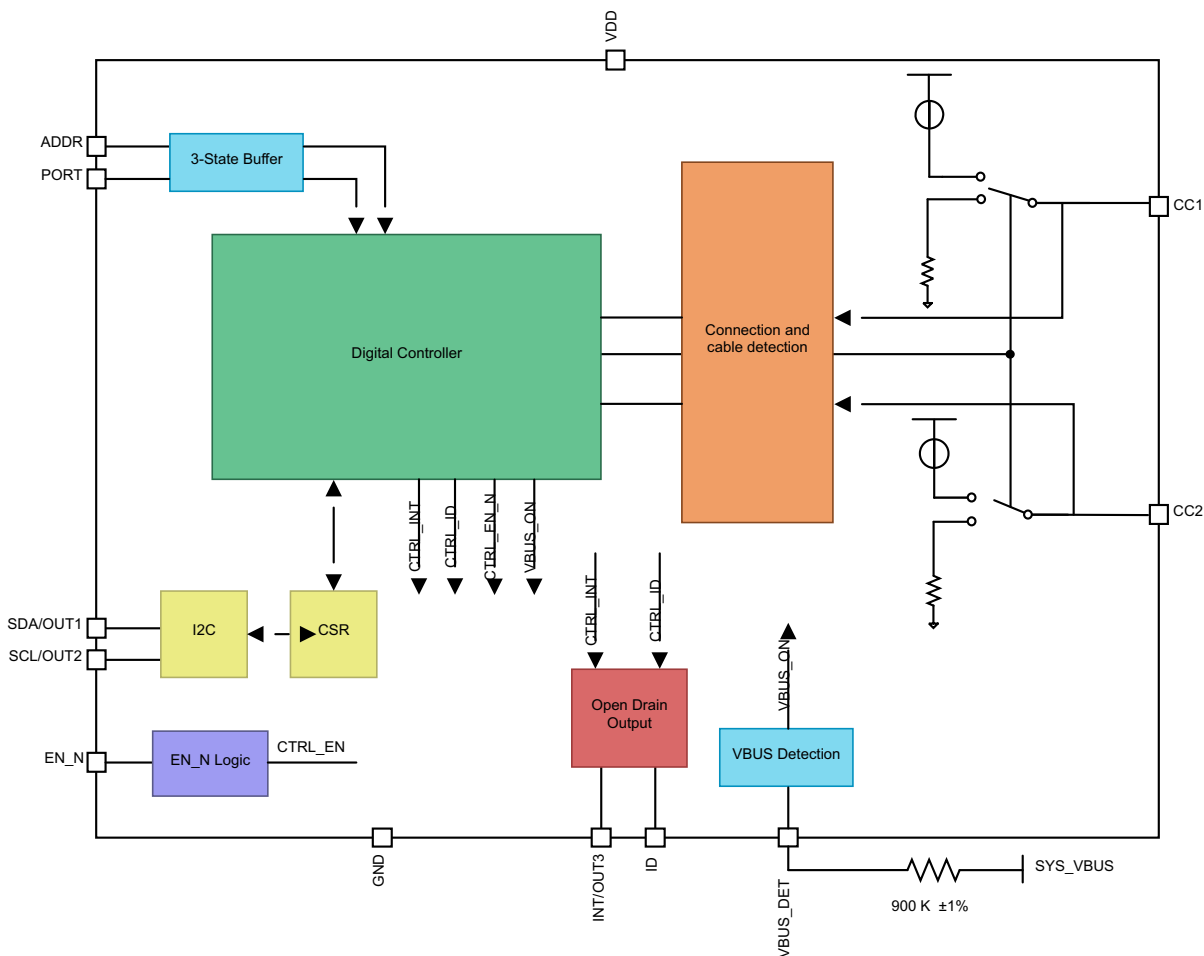 VDD
ADDR
PORT
3-State Buffer
CC1
Digital Controller
Connection and
cable detection
CTRL_INT
CTRL_ID
CTRL_EN_N
VBUS_ON
CC2
CTRL_INT
CTRL_ID
SDA/OUT1
SCL/OUT2
I2C
CSR
VBUS_ON
Open Drain
Output
EN_N
EN_N Logic
CTRL_EN
VBUS Detection
GND
INT/OUT3
ID
VBUS_DET
SYS_VBUS
900 K ±1%